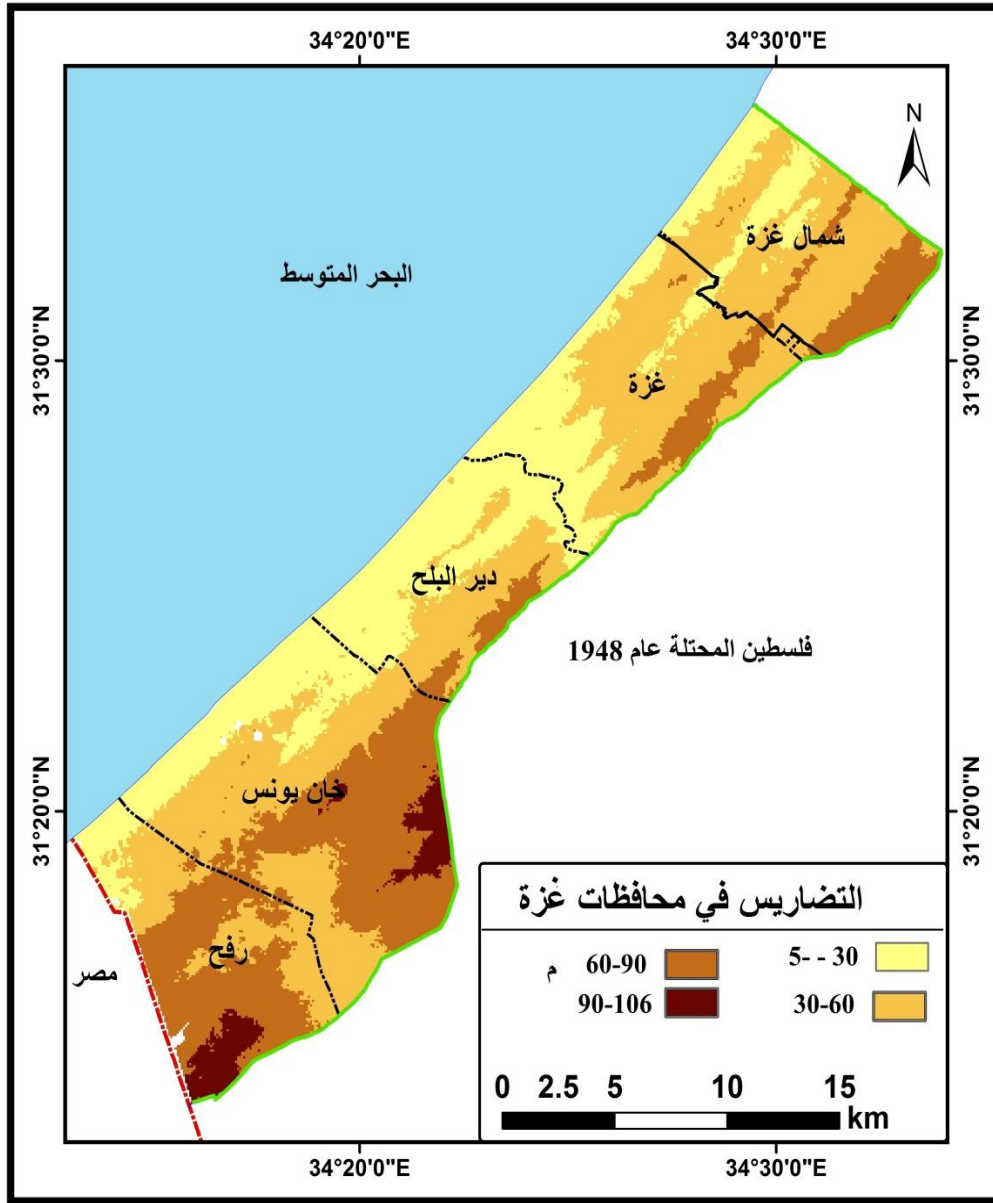 34°20'0"E
34°30'0"E
N
شمال غزة
البحر المتوسط
31°30'0"N
31°30'0"N
غزة
دير البلح
فلسطين المحتلة عام 1948
خان يونس
31°20'0"N
31°20'0"N
رفح
مصر
التضاريس في محافظات غزة
5- - 30
60-90
م
30-60
90-106
0 2.5 5 10 15
km
34°20'0"E
34°30'0"E